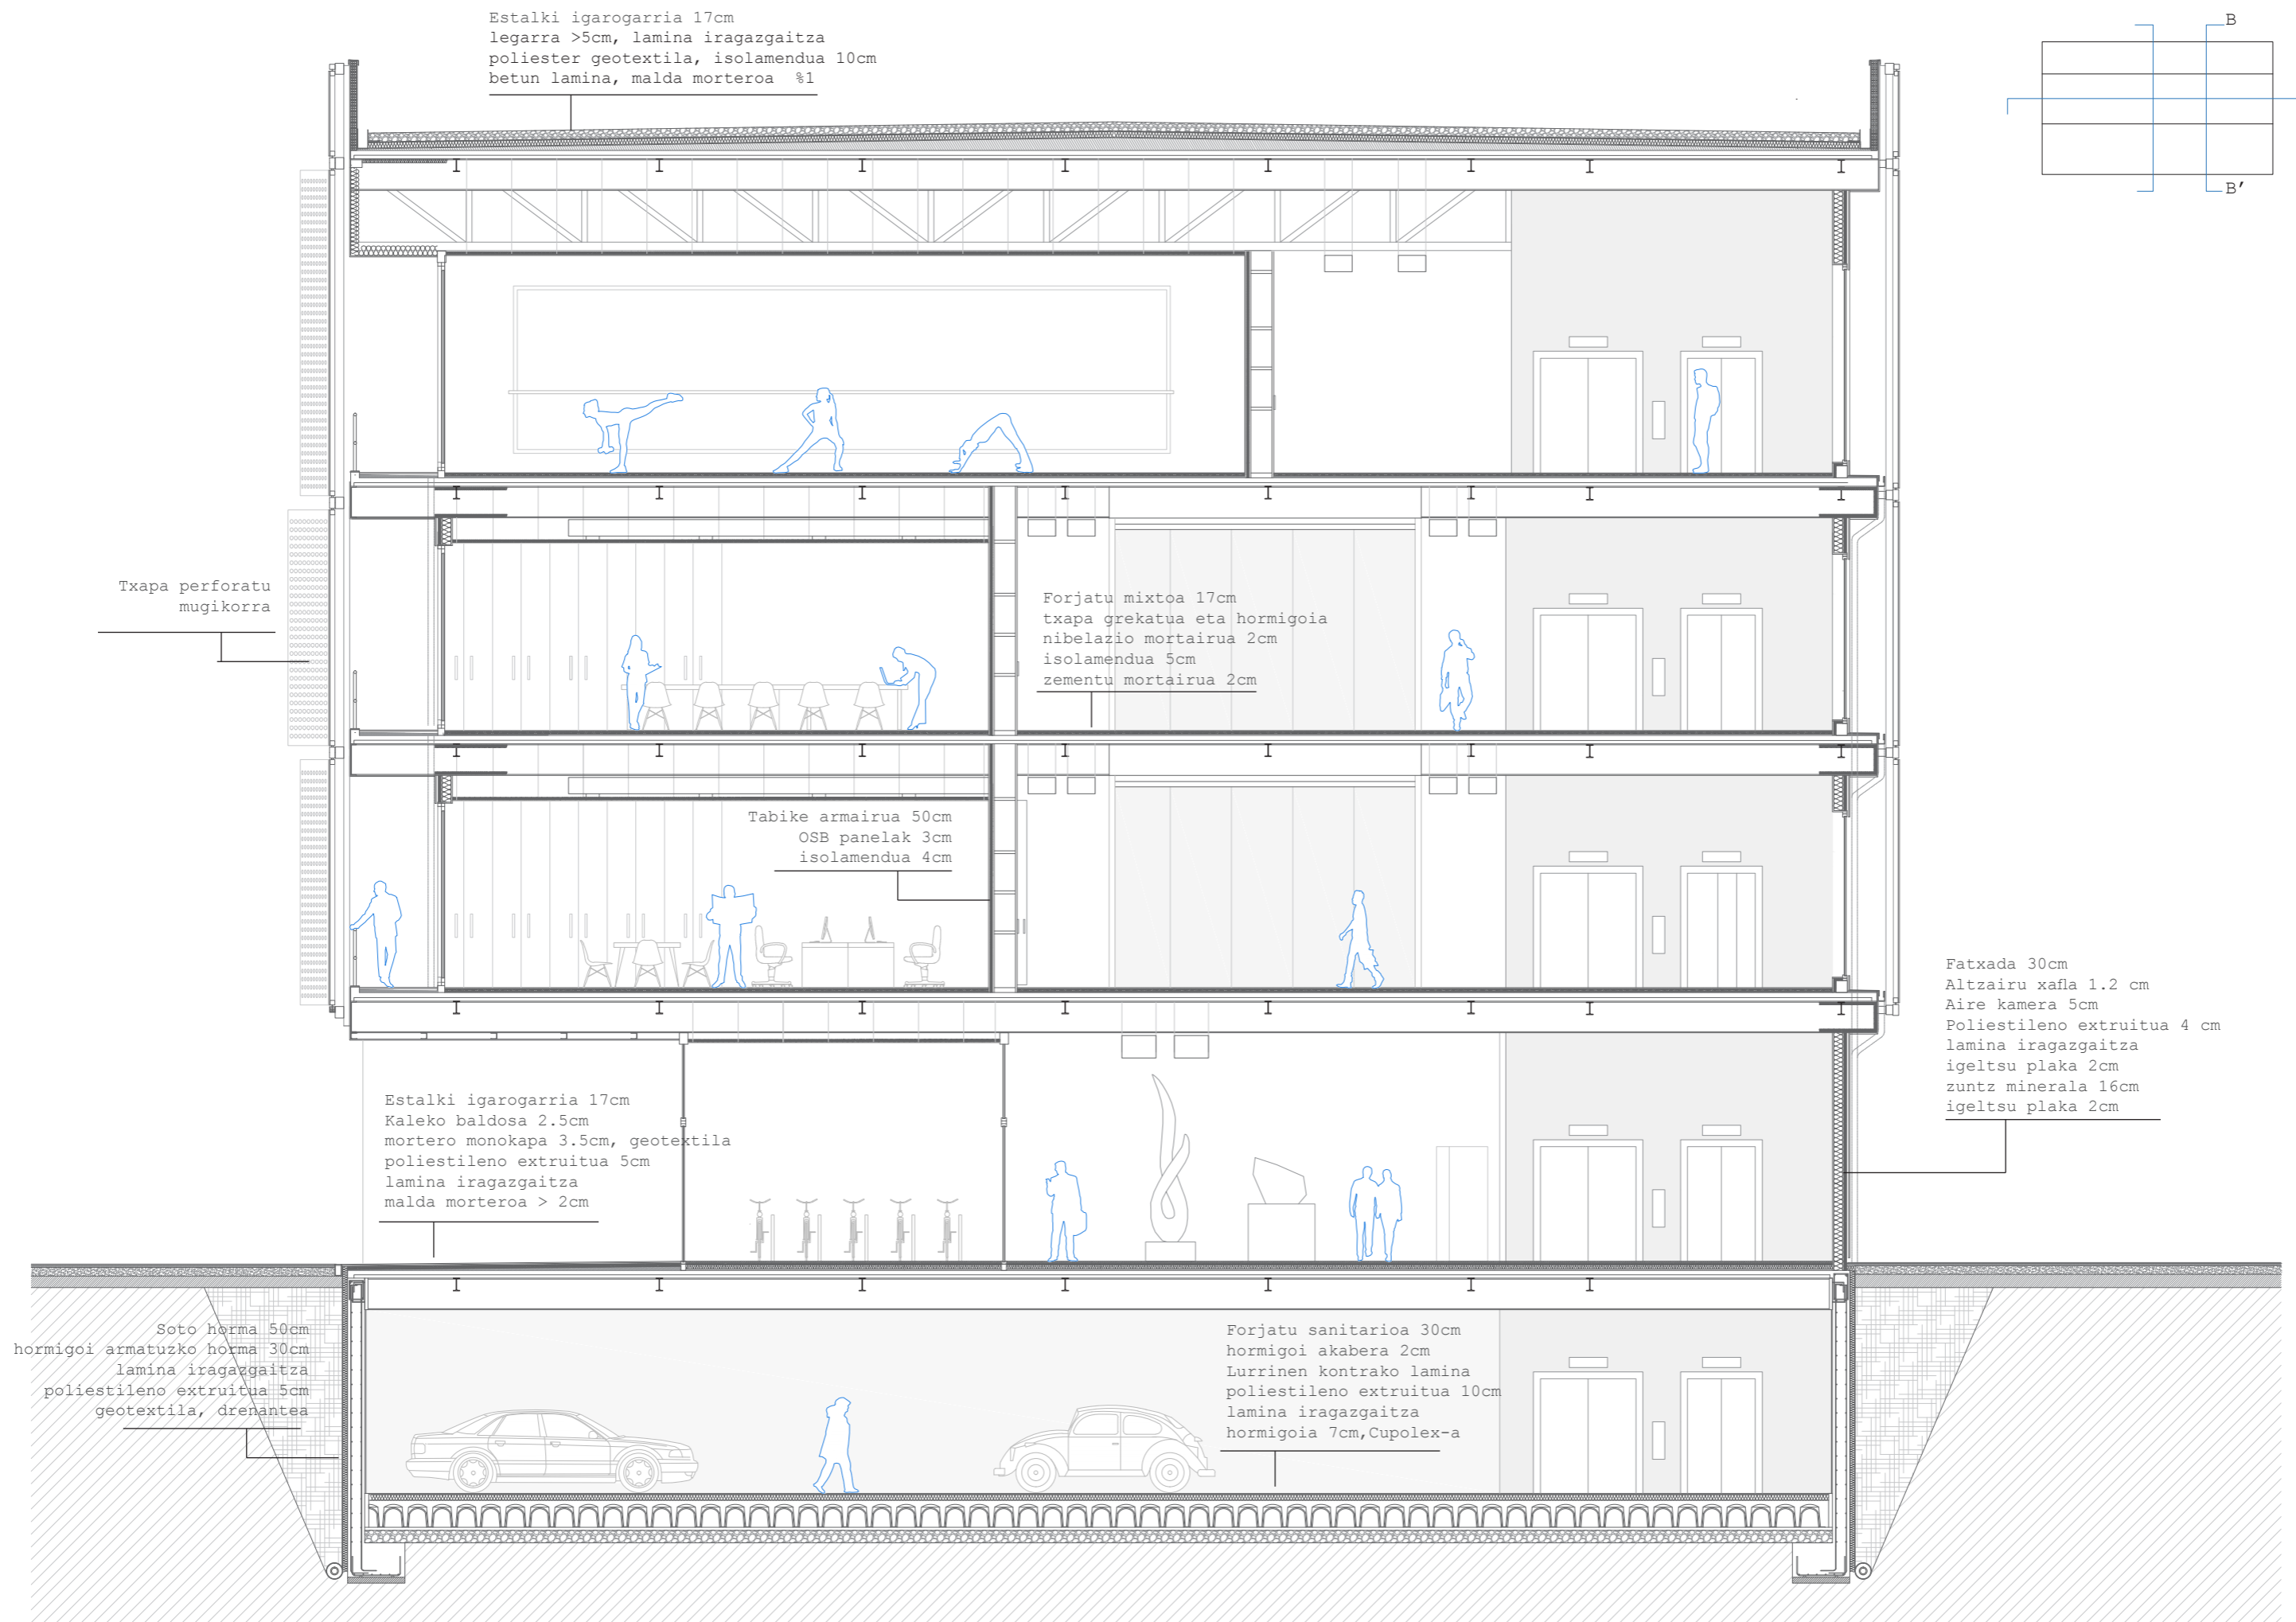 Estalki igarogarria 17cm
legarra >5cm, lamina iragazgaitza
poliester geotextila, isolamendua 10cm
betun lamina, malda morteroa  %1
B
B'
Txapa perforatu
mugikorra
Forjatu mixtoa 17cm
txapa grekatua eta hormigoia
nibelazio mortairua 2cm
isolamendua 5cm
zementu mortairua 2cm
Tabike armairua 50cm
OSB panelak 3cm
isolamendua 4cm
Fatxada 30cm
Altzairu xafla 1.2 cm
Aire kamera 5cm
Poliestileno extruitua 4 cm
lamina iragazgaitza
igeltsu plaka 2cm
zuntz minerala 16cm
igeltsu plaka 2cm
Estalki igarogarria 17cm
Kaleko baldosa 2.5cm
mortero monokapa 3.5cm, geotextila
poliestileno extruitua 5cm
lamina iragazgaitza
malda morteroa > 2cm
Soto horma 50cm
hormigoi armatuzko horma 30cm
lamina iragazgaitza
poliestileno extruitua 5cm
geotextila, drenantea
Forjatu sanitarioa 30cm
hormigoi akabera 2cm
Lurrinen kontrako lamina
poliestileno extruitua 10cm
lamina iragazgaitza
hormigoia 7cm,Cupolex-a